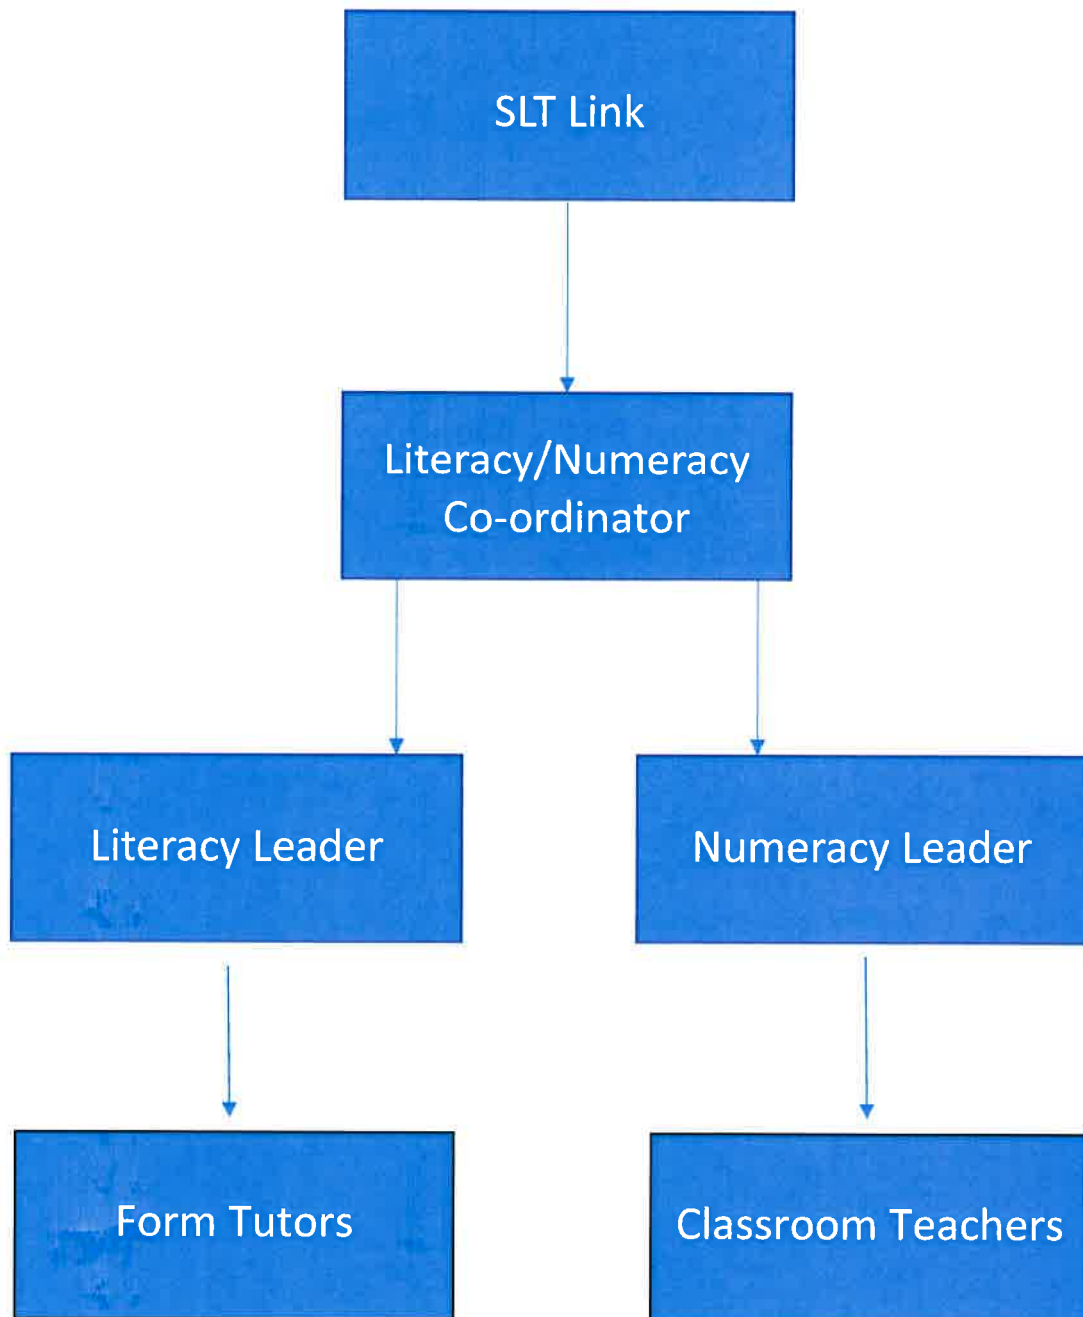 SLT Link
Literacy/Numeracy
Co-ordinator
Literacy Leader
Numeracy Leader
Form Tutors
Classroom Teachers